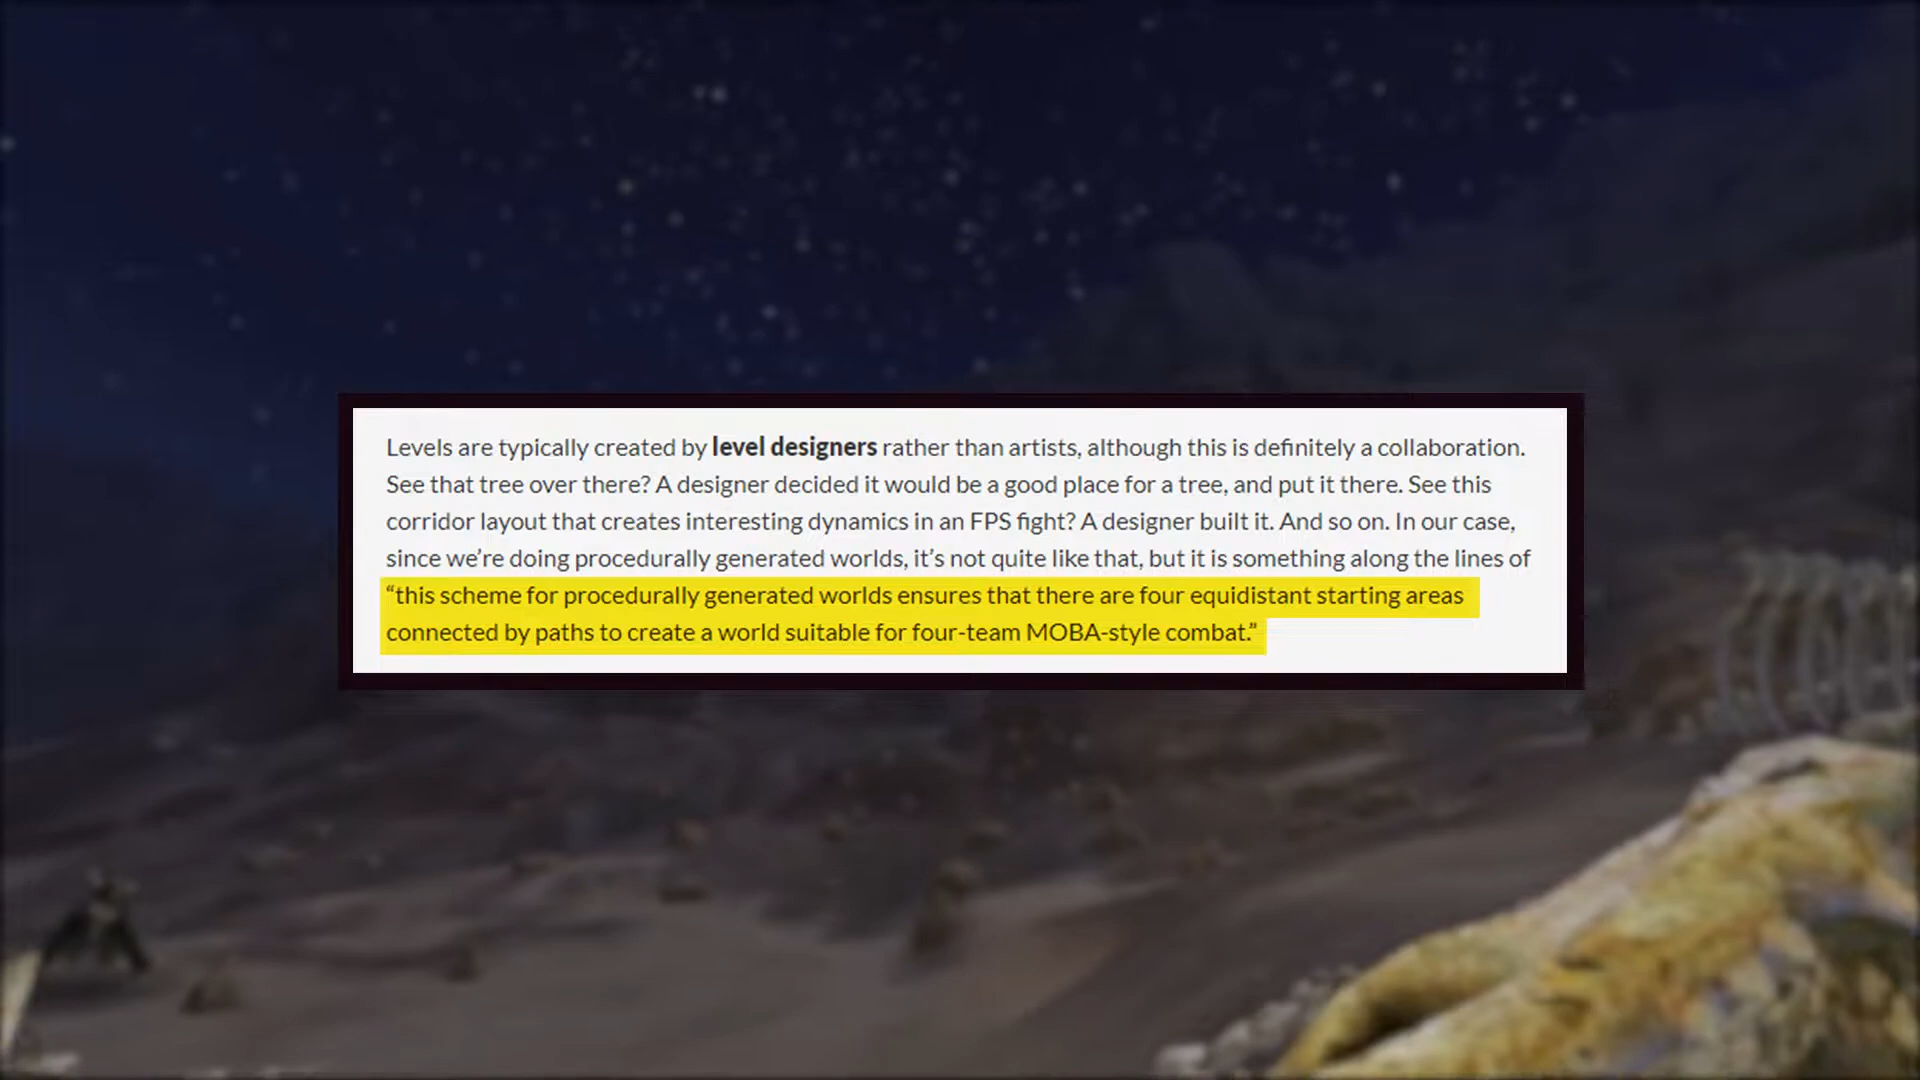 Levels are typically created by level designers rather than artists, although this is definitely a collaboration.
See that tree over there? A designer decided it would be a good place for a tree, and put it there. See this
corridor layout that creates interesting dynamics in an FPS fight? A designer built it. And so on. In our case,
since we’re doing procedurally generated worlds, it’s not quite like that, but it is something along the lines of
“this scheme for procedurally generated worlds ensures that there are four equidistant starting areas
connected by paths to create a world suitable for four-team MOBA-style combat.”